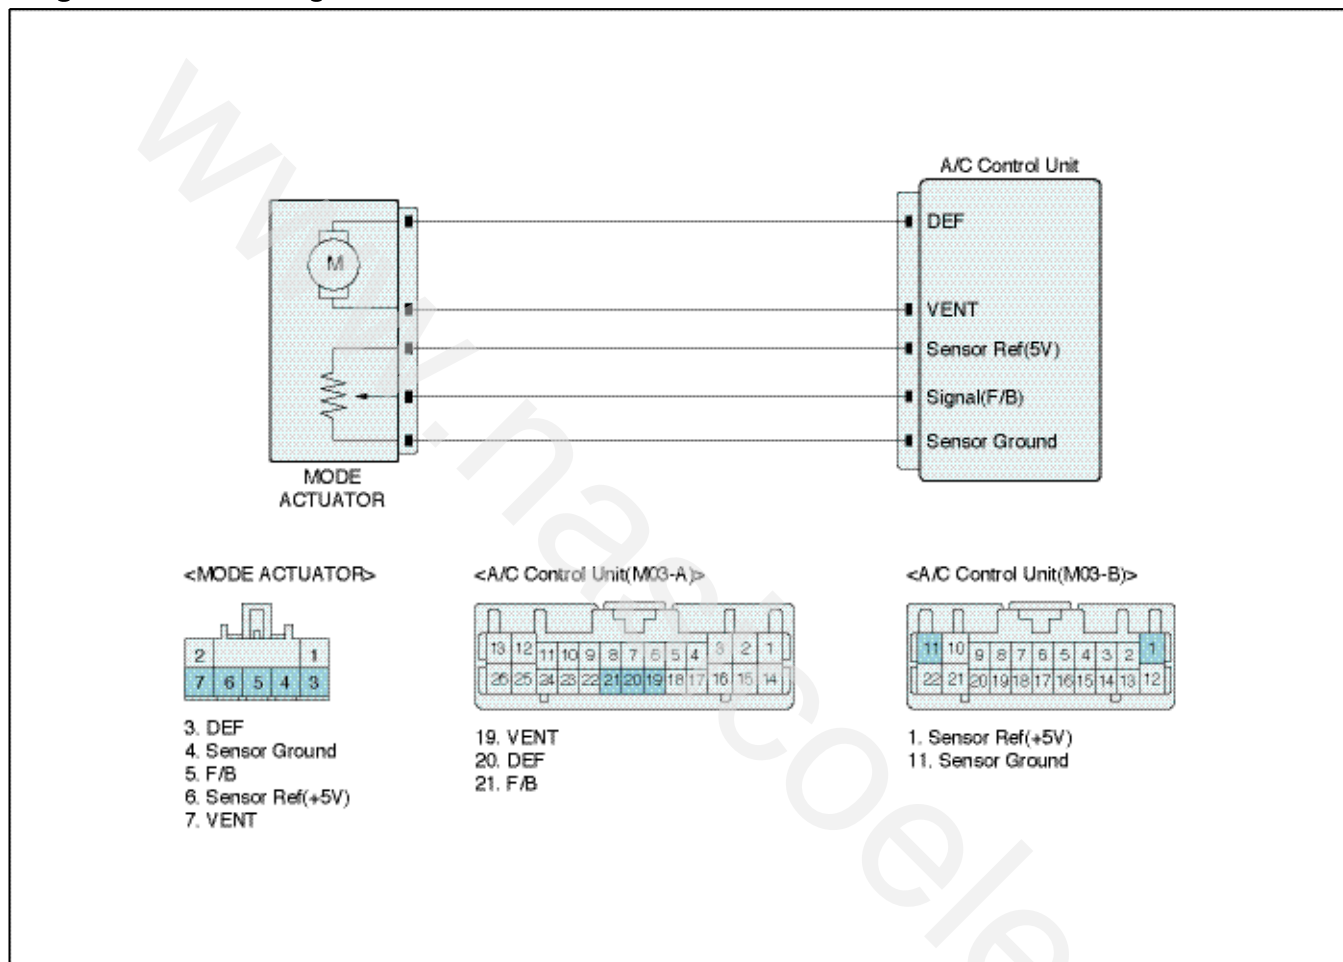 A/C Control Unit
DEF
M
VENT
Sensor Ref(5V)
Signal(F/B)
Sensor Ground
MODE
ACTUATOR
<MODE ACTUATOR>
2 1
7 6 5 4 3
3. DEF
4. Sensor Ground
5. F/B
6. Sensor Ref(+5V)
7. VENT
<A/C Control Unit(M03-A)>
13 12 11 10 9 8 7 6 5 4 3 2 1
26 25 24 23 22 21 20 19 18 17 16 15 14
19. VENT
20. DEF
21. F/B
<A/C Control Unit(M03-B)>
11 10 9 8 7 6 5 4 3 2 1
22 21 20 19 18 17 16 15 14 13 12
1. Sensor Ref(+5V)
11. Sensor Ground